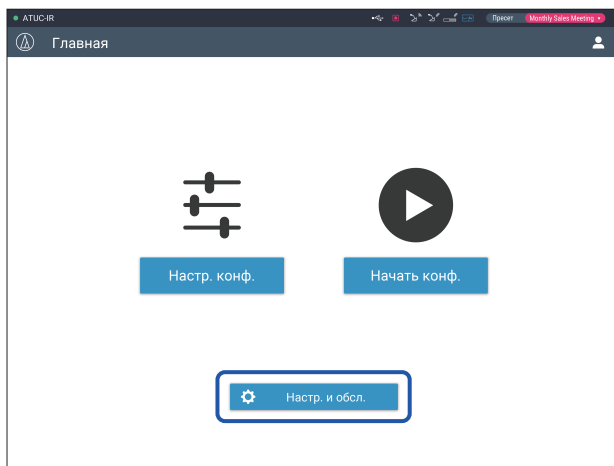 ATUC-IR
Пресет Monthly Sales Meeting
Главная
Настр. конф. Начать конф.
Настр. и обсл.